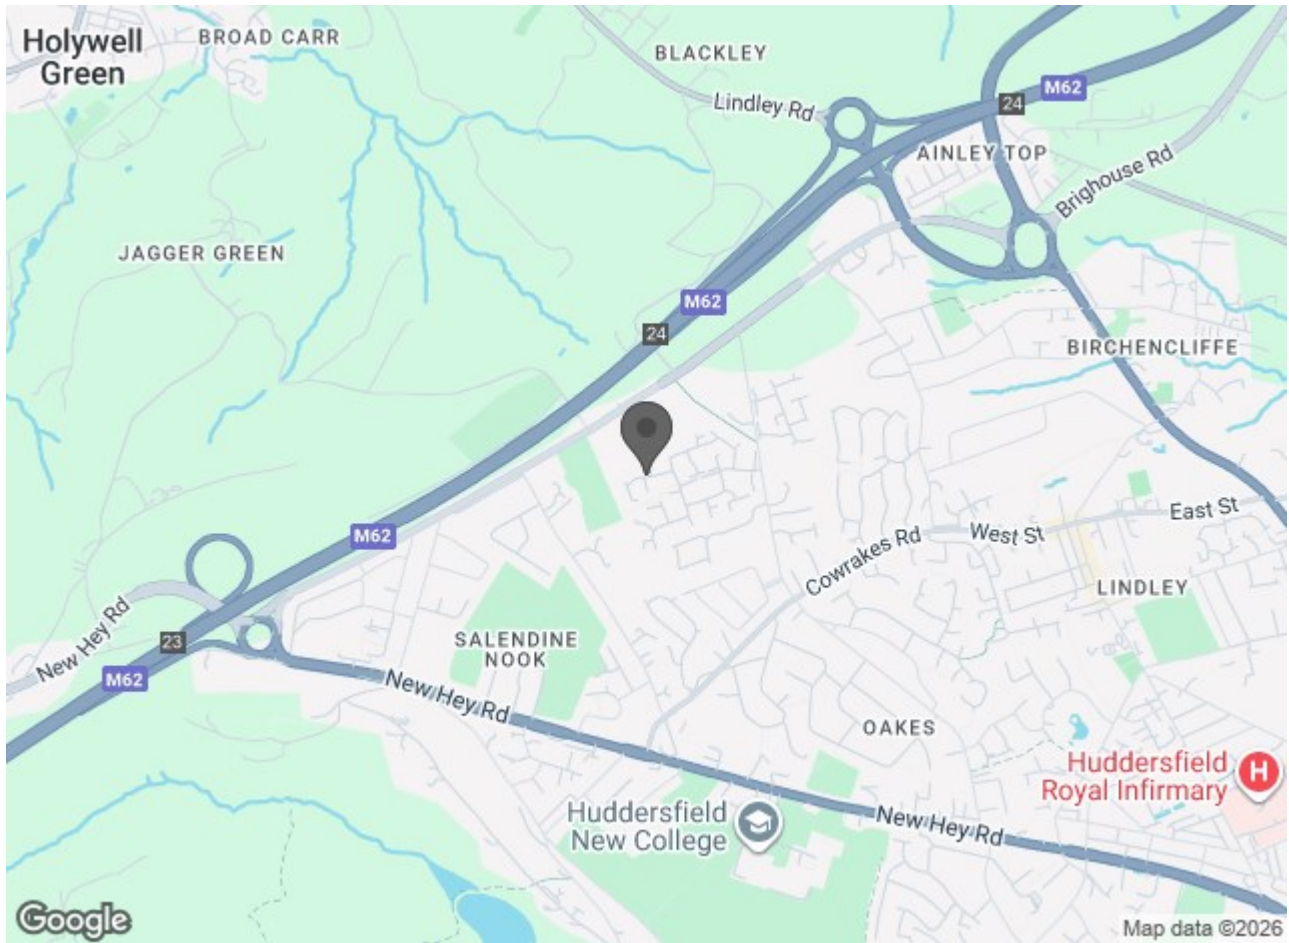 Holywell
Green
BROAD CARR
BLACKLEY
M62
24
Lindley Rd
AINLEY TOP
Brighouse Rd
JAGGER GREEN
M62
24
BIRCHENCLIFFE
M62
East St
West St
Cowrakes Rd
LINDLEY
New Hey Rd
23
SALENDINE
NOOK
M62
New Hey Rd
OAKES
Huddersfield
Royal Infirmary
H
Huddersfield
New College
New Hey Rd
Google
Map data ©2026